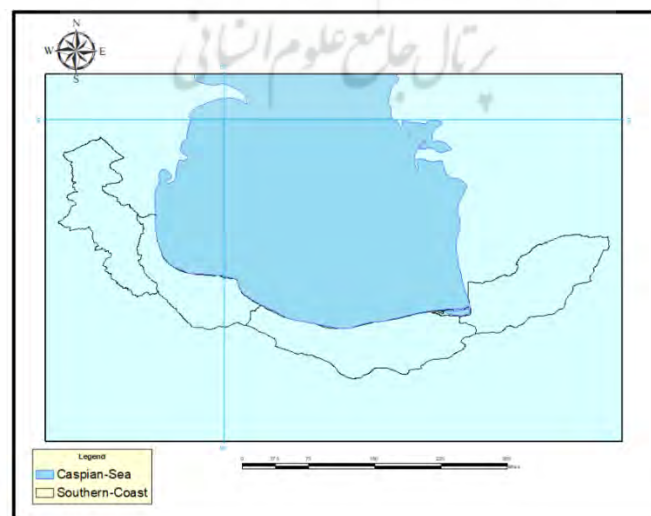 پرتال جامع علوم انسانی
N
W E
S
Legend
Caspian-Sea
Southern-Coast